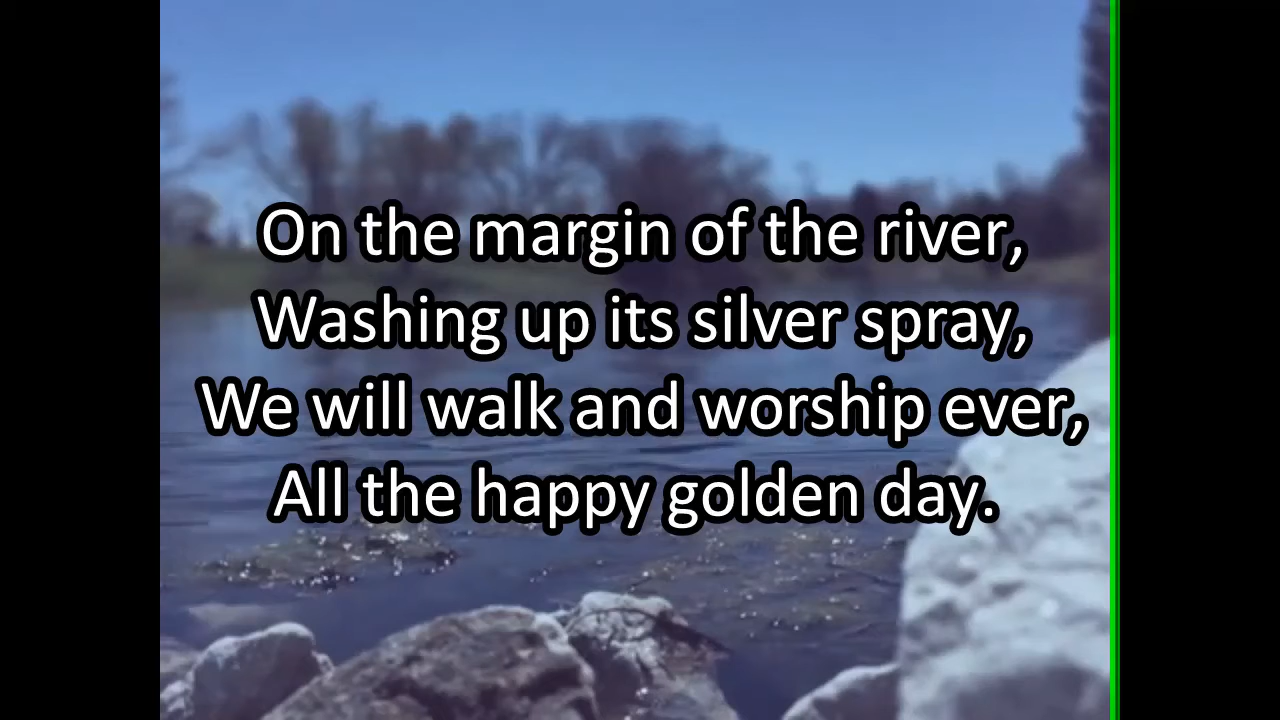 On the margin of the river,
Washing up its silver spray,
We will walk and worship ever,
All the happy golden day.